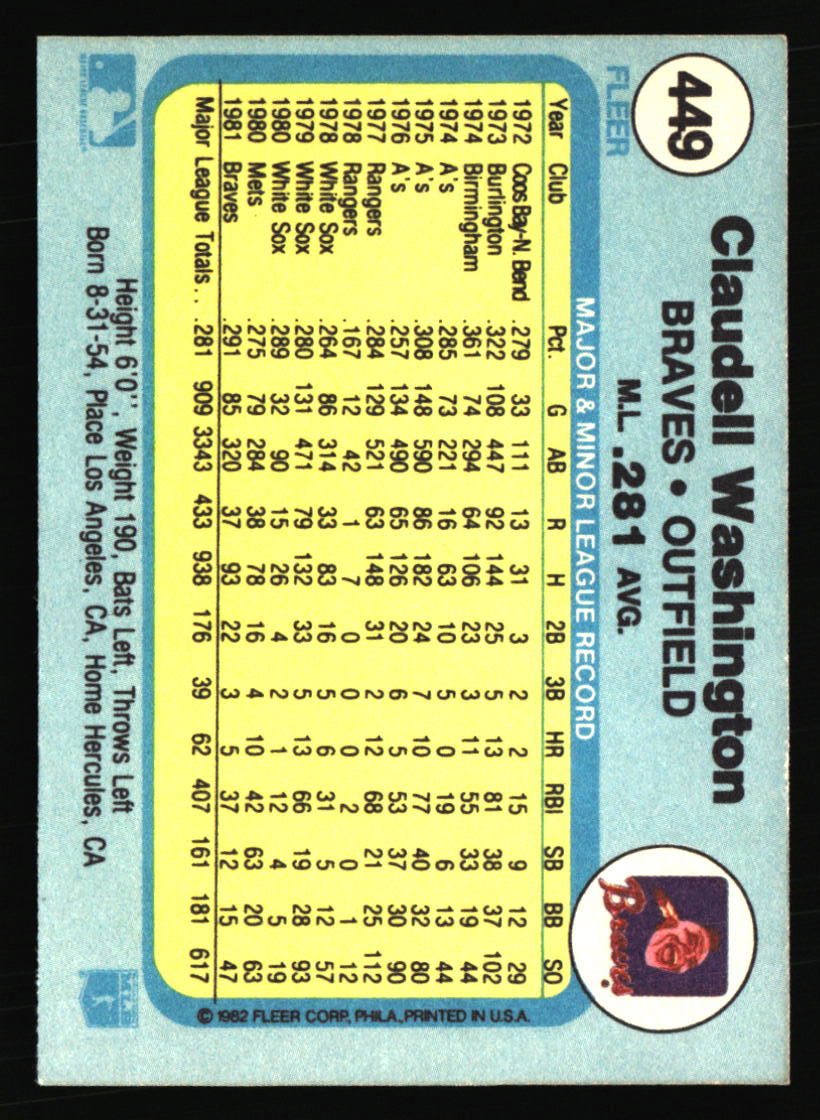 449
FLEER
Claudell Washington
BRAVES • OUTFIELD
M.L. .281 AVG.
Braves
MAJOR & MINOR LEAGUE RECORD
Year Club Pct. G AB R H 2B 3B HR RBI SB BB SO
1972 Coos Bay-N. Bend .279 33 111 13 31 3 2 2 15 9 12 29
1973 Burlington .322 108 447 92 144 25 5 13 81 38 37 102
1974 Birmingham .361 74 294 64 106 23 3 11 55 33 19 44
1974 A's .285 73 221 16 63 10 5 0 19 6 13 44
1975 A's .308 148 590 86 182 24 7 10 77 40 32 80
1976 A's .257 134 490 65 126 20 6 5 53 37 30 90
1977 Rangers .284 129 521 63 148 31 2 12 68 21 25 112
1978 Rangers .167 12 42 1 7 0 0 0 2 0 1 12
1978 White Sox .264 86 314 33 83 16 5 6 31 5 12 57
1979 White Sox .280 131 471 79 132 33 5 13 66 19 28 93
1980 White Sox .289 32 90 15 26 4 2 1 12 4 5 19
1980 Mets .275 79 284 38 78 16 4 10 42 63 20 63
1981 Braves .291 85 320 37 93 22 3 5 37 12 15 47
Major League Totals . . .281 909 3343 433 938 176 39 62 407 161 181 617
© 1982 FLEER CORP., PHILA., PRINTED IN U.S.A.
Height 6'0'', Weight 190, Bats Left, Throws Left
Born 8-31-54, Place Los Angeles, CA, Home Hercules, CA